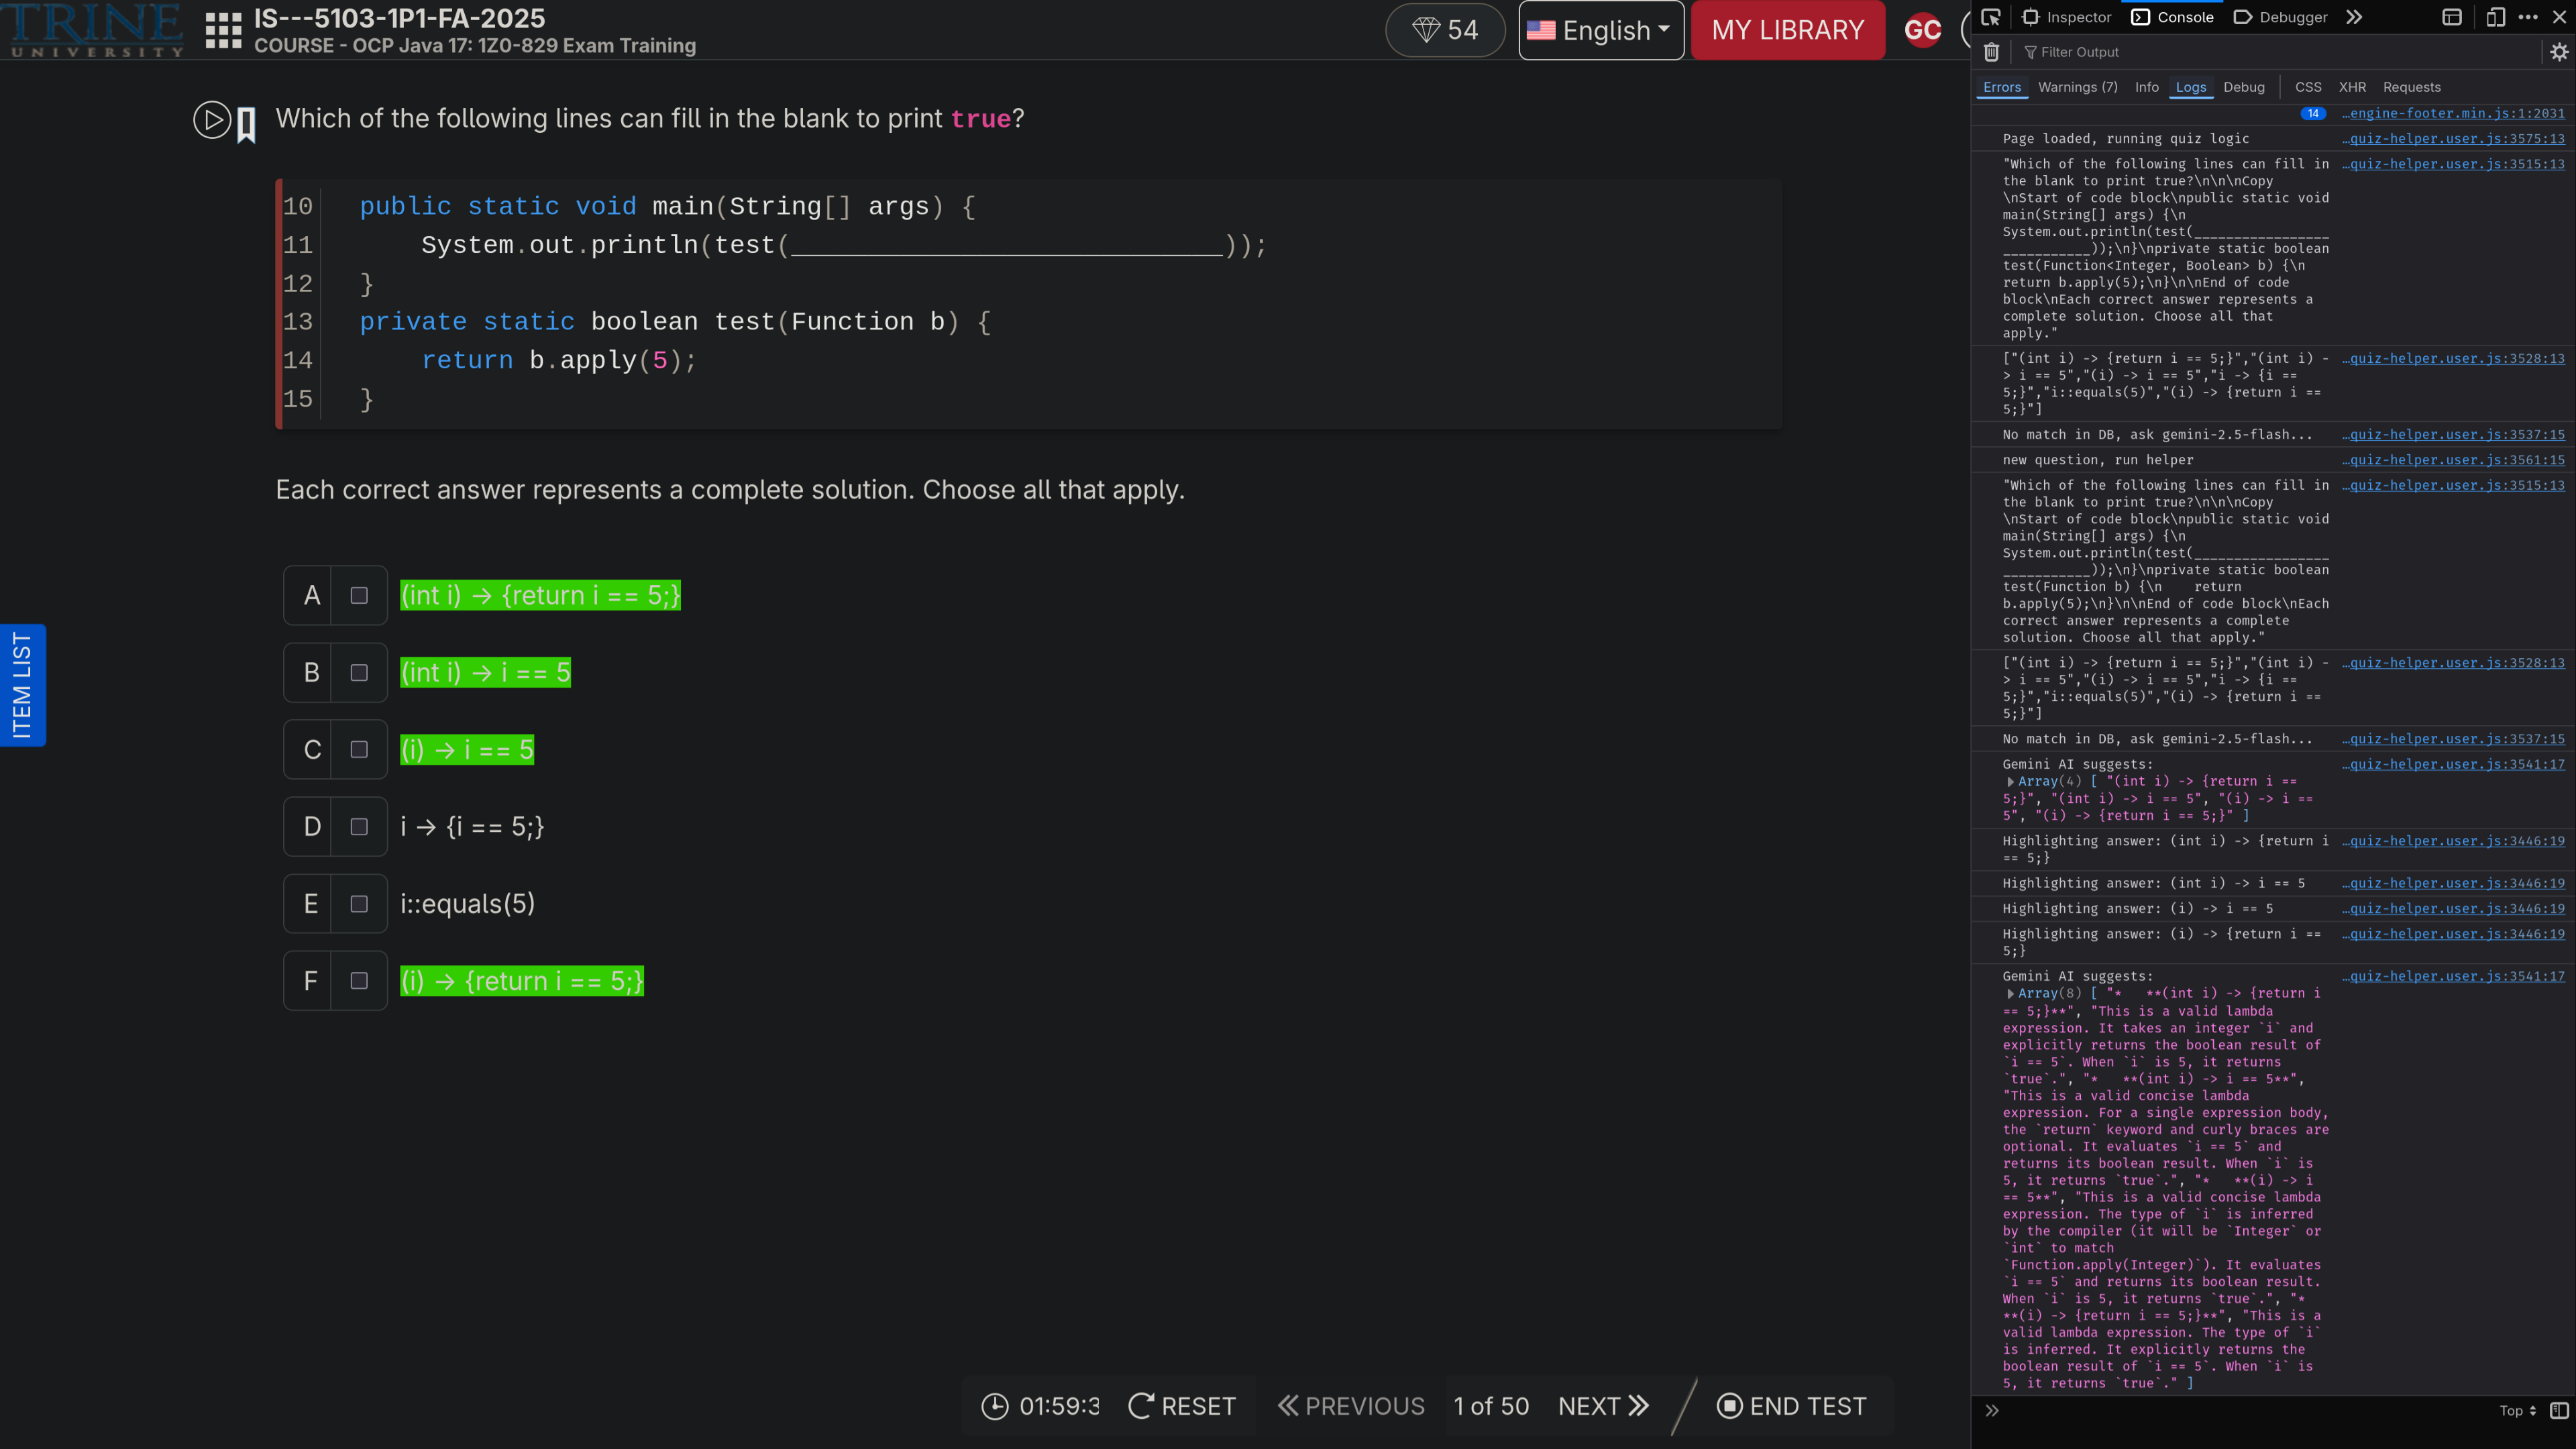 TRINE
UNIVERSITY
IS---5103-1P1-FA-2025
COURSE - OCP Java 17: 1Z0-829 Exam Training
54
English
MY LIBRARY
GC
Which of the following lines can fill in the blank to print true?
10 public static void main(String[] args) {
11 System.out.println(test(____________________________));
12 }
13 private static boolean test(Function b) {
14 return b.apply(5);
15 }
Each correct answer represents a complete solution. Choose all that apply.
A (int i) → {return i == 5;}
B (int i) → i == 5
C (i) → i == 5
D i → {i == 5;}
E i::equals(5)
F (i) → {return i == 5;}
ITEM LIST
01:59:3
RESET
PREVIOUS
1 of 50
NEXT
END TEST
Inspector
Console
Debugger
Filter Output
Errors
Warnings (7)
Info
Logs
Debug
CSS
XHR
Requests
14 …engine-footer.min.js:1:2031
Page loaded, running quiz logic …quiz-helper.user.js:3575:13
"Which of the following lines can fill in …quiz-helper.user.js:3515:13
the blank to print true?\n\n\nCopy
\nStart of code block\npublic static void
main(String[] args) {\n
System.out.println(test(_________________
___________));\n}\nprivate static boolean
test(Function<Integer, Boolean> b) {\n
return b.apply(5);\n}\n\nEnd of code
block\nEach correct answer represents a
complete solution. Choose all that
apply."
["(int i) -> {return i == 5;}","(int i) - …quiz-helper.user.js:3528:13
> i == 5","(i) -> i == 5","i -> {i ==
5;}","i::equals(5)","(i) -> {return i ==
5;}"]
No match in DB, ask gemini-2.5-flash... …quiz-helper.user.js:3537:15
new question, run helper …quiz-helper.user.js:3561:15
"Which of the following lines can fill in …quiz-helper.user.js:3515:13
the blank to print true?\n\n\nCopy
\nStart of code block\npublic static void
main(String[] args) {\n
System.out.println(test(_________________
___________));\n}\nprivate static boolean
test(Function b) {\n    return
b.apply(5);\n}\n\nEnd of code block\nEach
correct answer represents a complete
solution. Choose all that apply."
["(int i) -> {return i == 5;}","(int i) - …quiz-helper.user.js:3528:13
> i == 5","(i) -> i == 5","i -> {i ==
5;}","i::equals(5)","(i) -> {return i ==
5;}"]
No match in DB, ask gemini-2.5-flash... …quiz-helper.user.js:3537:15
Gemini AI suggests: …quiz-helper.user.js:3541:17
Array(4) [ "(int i) -> {return i ==
5;}", "(int i) -> i == 5", "(i) -> i ==
5", "(i) -> {return i == 5;}" ]
Highlighting answer: (int i) -> {return i …quiz-helper.user.js:3446:19
== 5;}
Highlighting answer: (int i) -> i == 5 …quiz-helper.user.js:3446:19
Highlighting answer: (i) -> i == 5 …quiz-helper.user.js:3446:19
Highlighting answer: (i) -> {return i == …quiz-helper.user.js:3446:19
5;}
Gemini AI suggests: …quiz-helper.user.js:3541:17
Array(8) [ "*   **(int i) -> {return i
== 5;}**", "This is a valid lambda
expression. It takes an integer `i` and
explicitly returns the boolean result of
`i == 5`. When `i` is 5, it returns
`true`.", "*   **(int i) -> i == 5**",
"This is a valid concise lambda
expression. For a single expression body,
the `return` keyword and curly braces are
optional. It evaluates `i == 5` and
returns its boolean result. When `i` is
5, it returns `true`.", "*   **(i) -> i
== 5**", "This is a valid concise lambda
expression. The type of `i` is inferred
by the compiler (it will be `Integer` or
`int` to match
`Function.apply(Integer)`). It evaluates
`i == 5` and returns its boolean result.
When `i` is 5, it returns `true`.", "*
**(i) -> {return i == 5;}**", "This is a
valid lambda expression. The type of `i`
is inferred. It explicitly returns the
boolean result of `i == 5`. When `i` is
5, it returns `true`." ]
Top